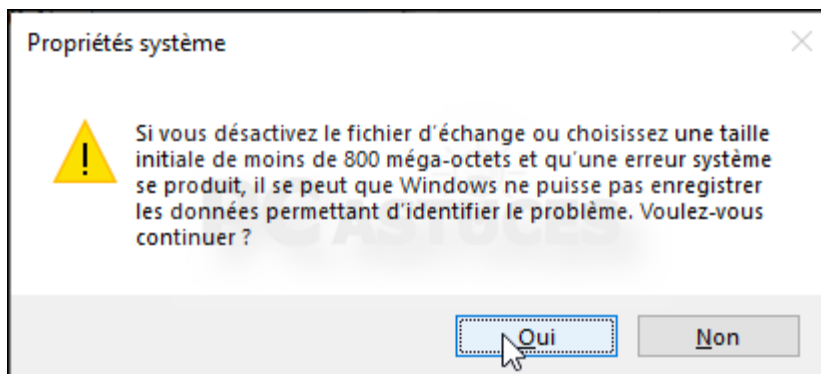 Propriétés système
Si vous désactivez le fichier d'échange ou choisissez une taille
initiale de moins de 800 méga-octets et qu'une erreur système
se produit, il se peut que Windows ne puisse pas enregistrer
les données permettant d'identifier le problème. Voulez-vous
continuer ?
PC ASTUCES
Oui
Non